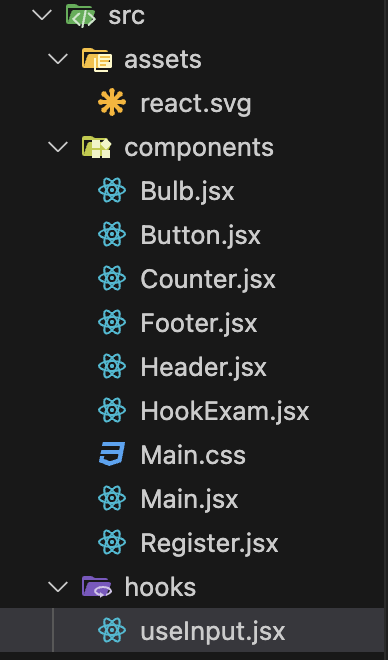 src
assets
react.svg
components
Bulb.jsx
Button.jsx
Counter.jsx
Footer.jsx
Header.jsx
HookExam.jsx
Main.css
Main.jsx
Register.jsx
hooks
useInput.jsx